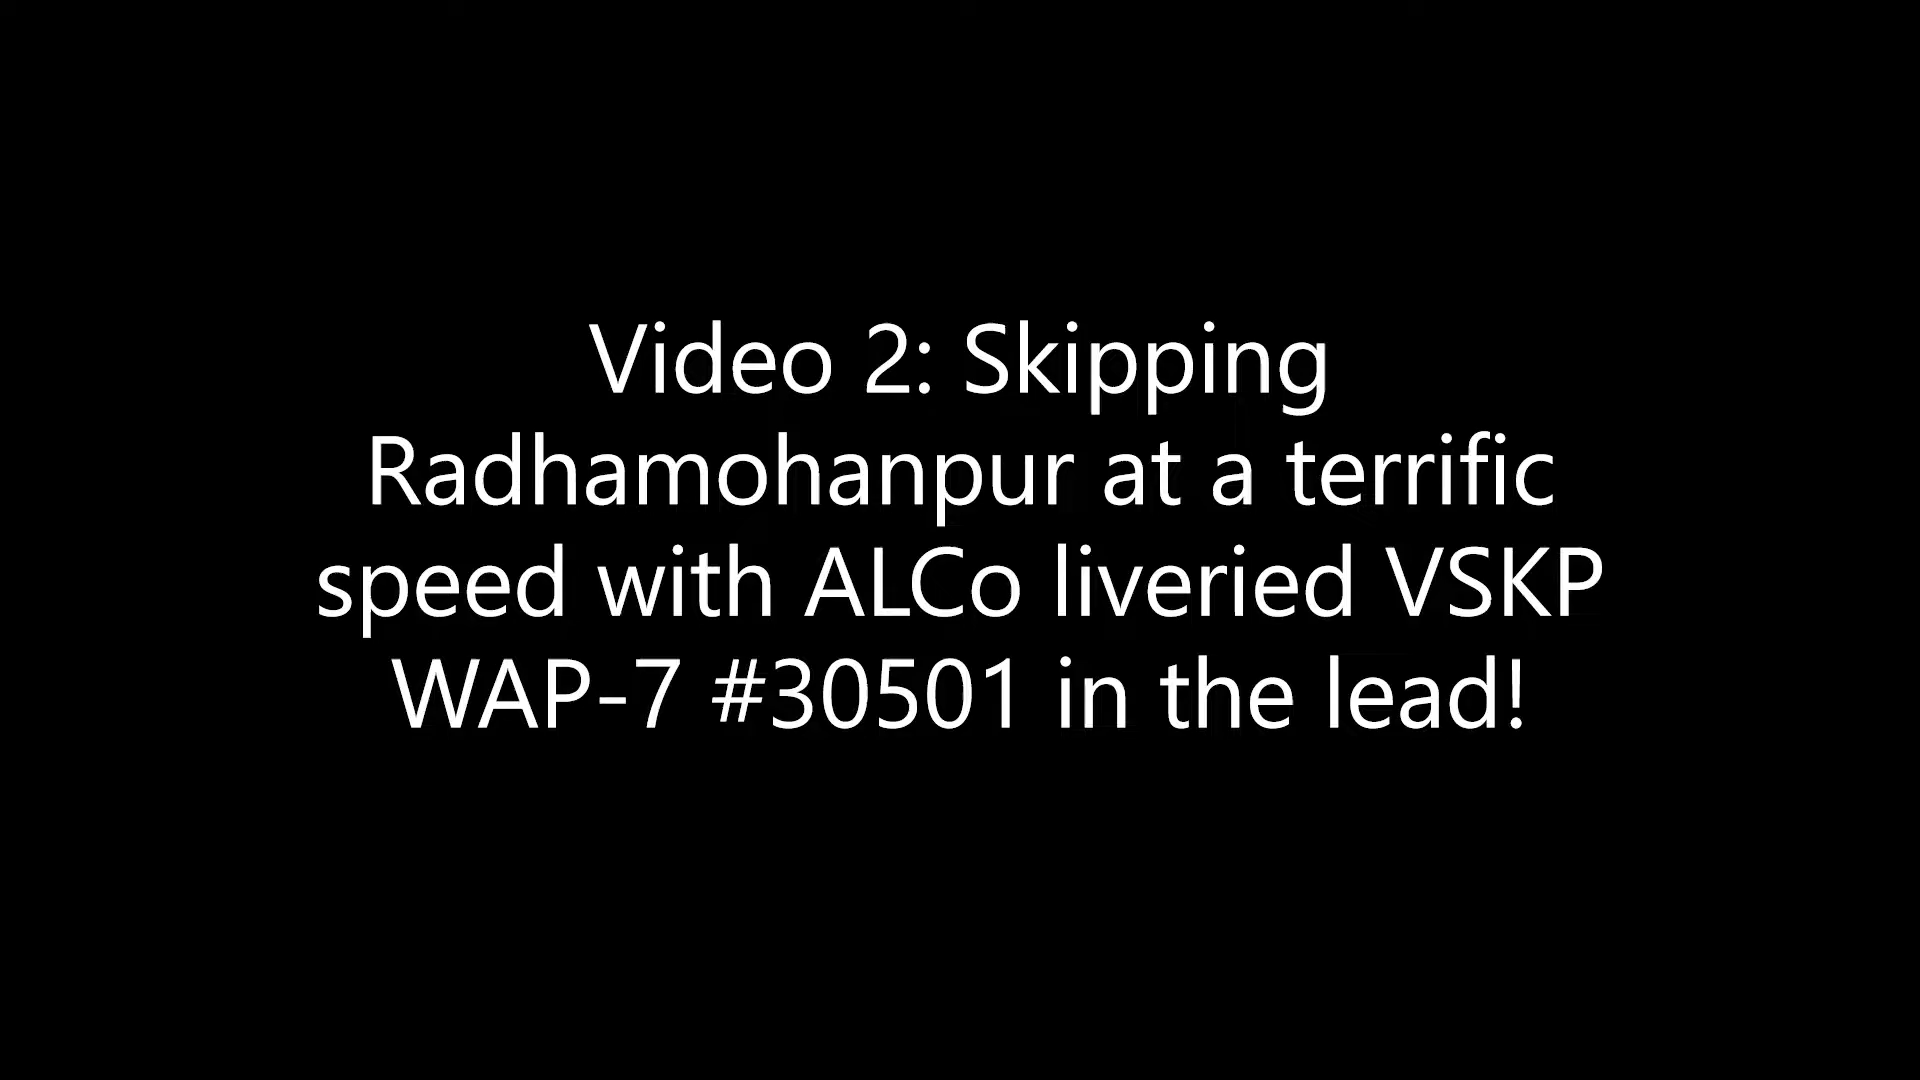 Video 2: Skipping
Radhamohanpur at a terrific
speed with ALCo liveried VSKP
WAP-7 #30501 in the lead!